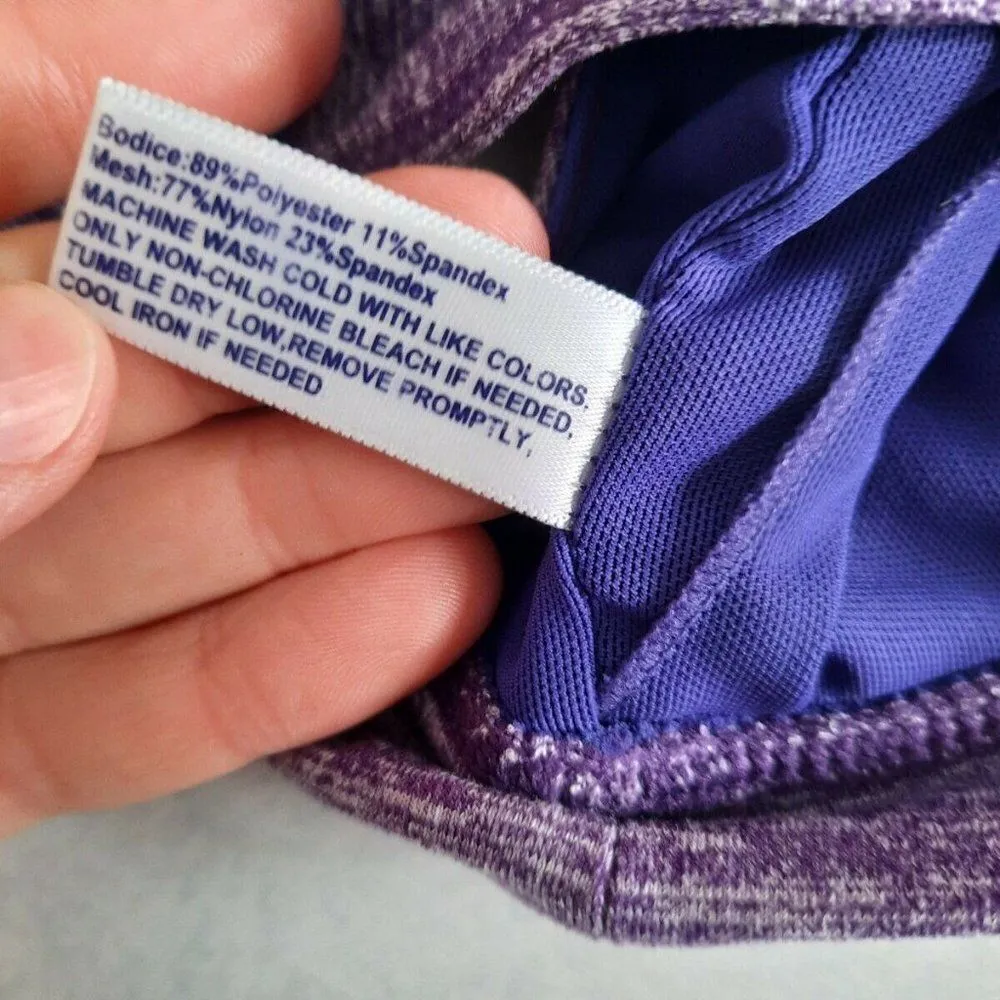 Bodice:89%Polyester 11%Spandex
Mesh:77%Nylon 23%Spandex
MACHINE WASH COLD WITH LIKE COLORS,
ONLY NON-CHLORINE BLEACH IF NEEDED,
TUMBLE DRY LOW,REMOVE PROMPTLY,
COOL IRON IF NEEDED